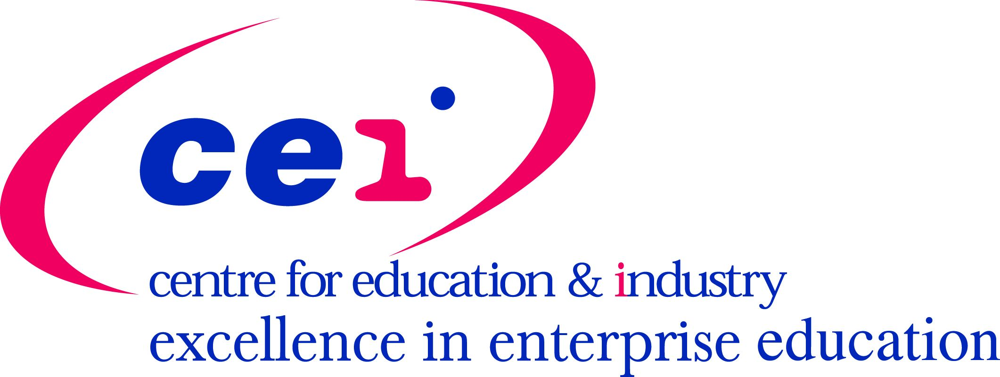 cei
centre for education & industry
excellence in enterprise education